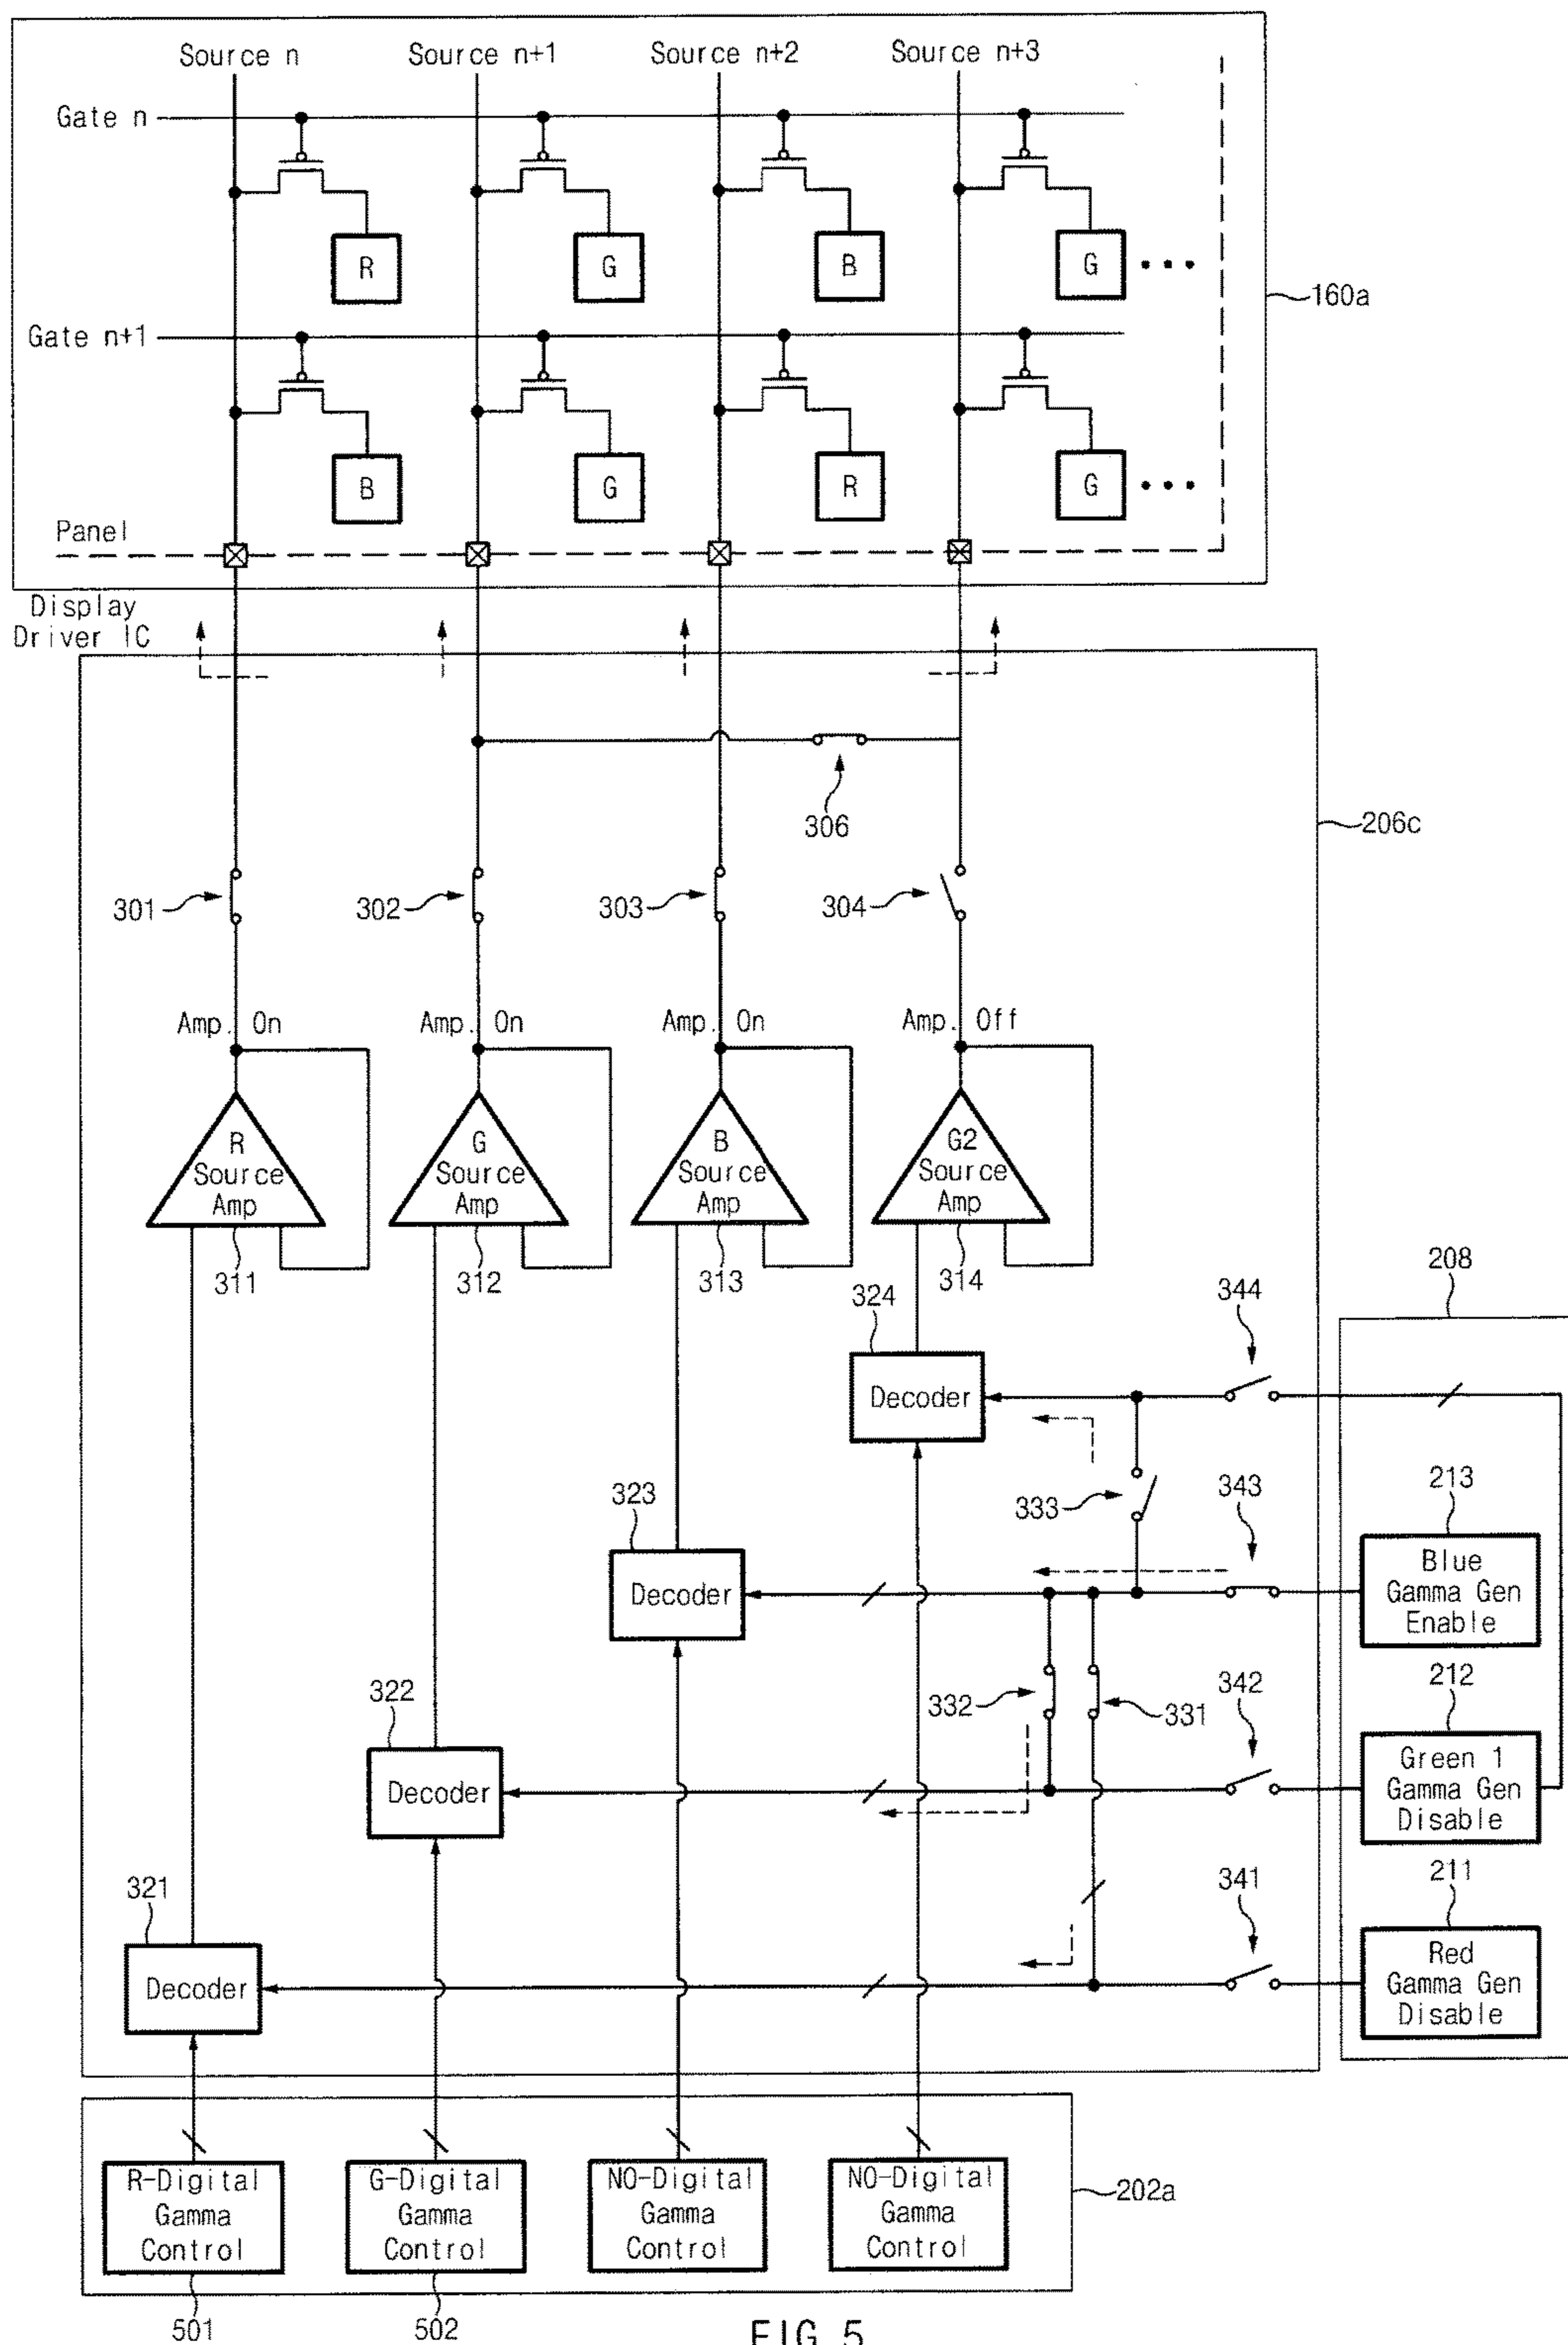 Source n
Source n+1
Source n+2
Source n+3
Gate n
R
G
B
G
160a
Gate n+1
B
G
R
G
Panel
Display
Driver IC
306
206c
301
302
303
304
Amp. On
Amp. On
Amp. On
Amp. Off
R
Source
Amp
G
Source
Amp
B
Source
Amp
G2
Source
Amp
311
312
313
314
324
344
208
Decoder
323
333
343
213
Decoder
Blue
Gamma Gen
Enable
322
332
331
342
212
Decoder
Green 1
Gamma Gen
Disable
321
341
211
Decoder
Red
Gamma Gen
Disable
R-Digital
Gamma
Control
G-Digital
Gamma
Control
NO-Digital
Gamma
Control
NO-Digital
Gamma
Control
202a
501
502
FIG. 5